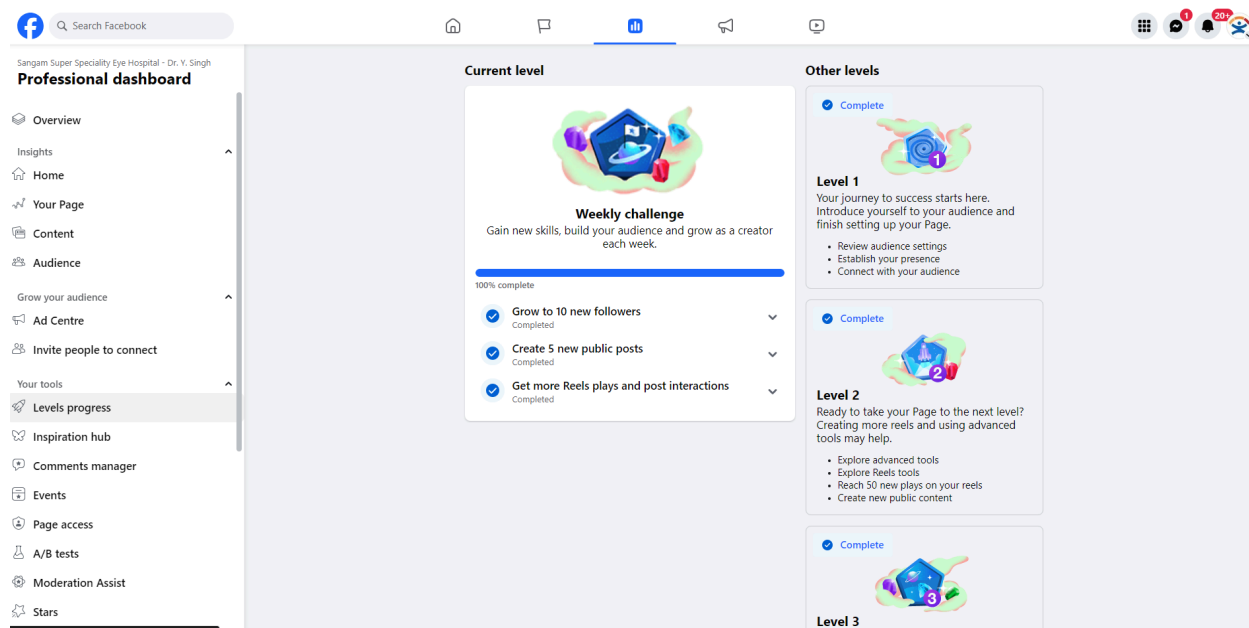 Search Facebook
1
20+
Sangam Super Speciality Eye Hospital - Dr. Y. Singh
Professional dashboard
Overview
Insights
Home
Your Page
Content
Audience
Grow your audience
Ad Centre
Invite people to connect
Your tools
Levels progress
Inspiration hub
Comments manager
Events
Page access
A/B tests
Moderation Assist
Stars
Current level
Weekly challenge
Gain new skills, build your audience and grow as a creator
each week.
100% complete
Grow to 10 new followers
Completed
Create 5 new public posts
Completed
Get more Reels plays and post interactions
Completed
Other levels
Complete
1
Level 1
Your journey to success starts here.
Introduce yourself to your audience and
finish setting up your Page.
• Review audience settings
• Establish your presence
• Connect with your audience
Complete
2
Level 2
Ready to take your Page to the next level?
Creating more reels and using advanced
tools may help.
• Explore advanced tools
• Explore Reels tools
• Reach 50 new plays on your reels
• Create new public content
Complete
3
Level 3